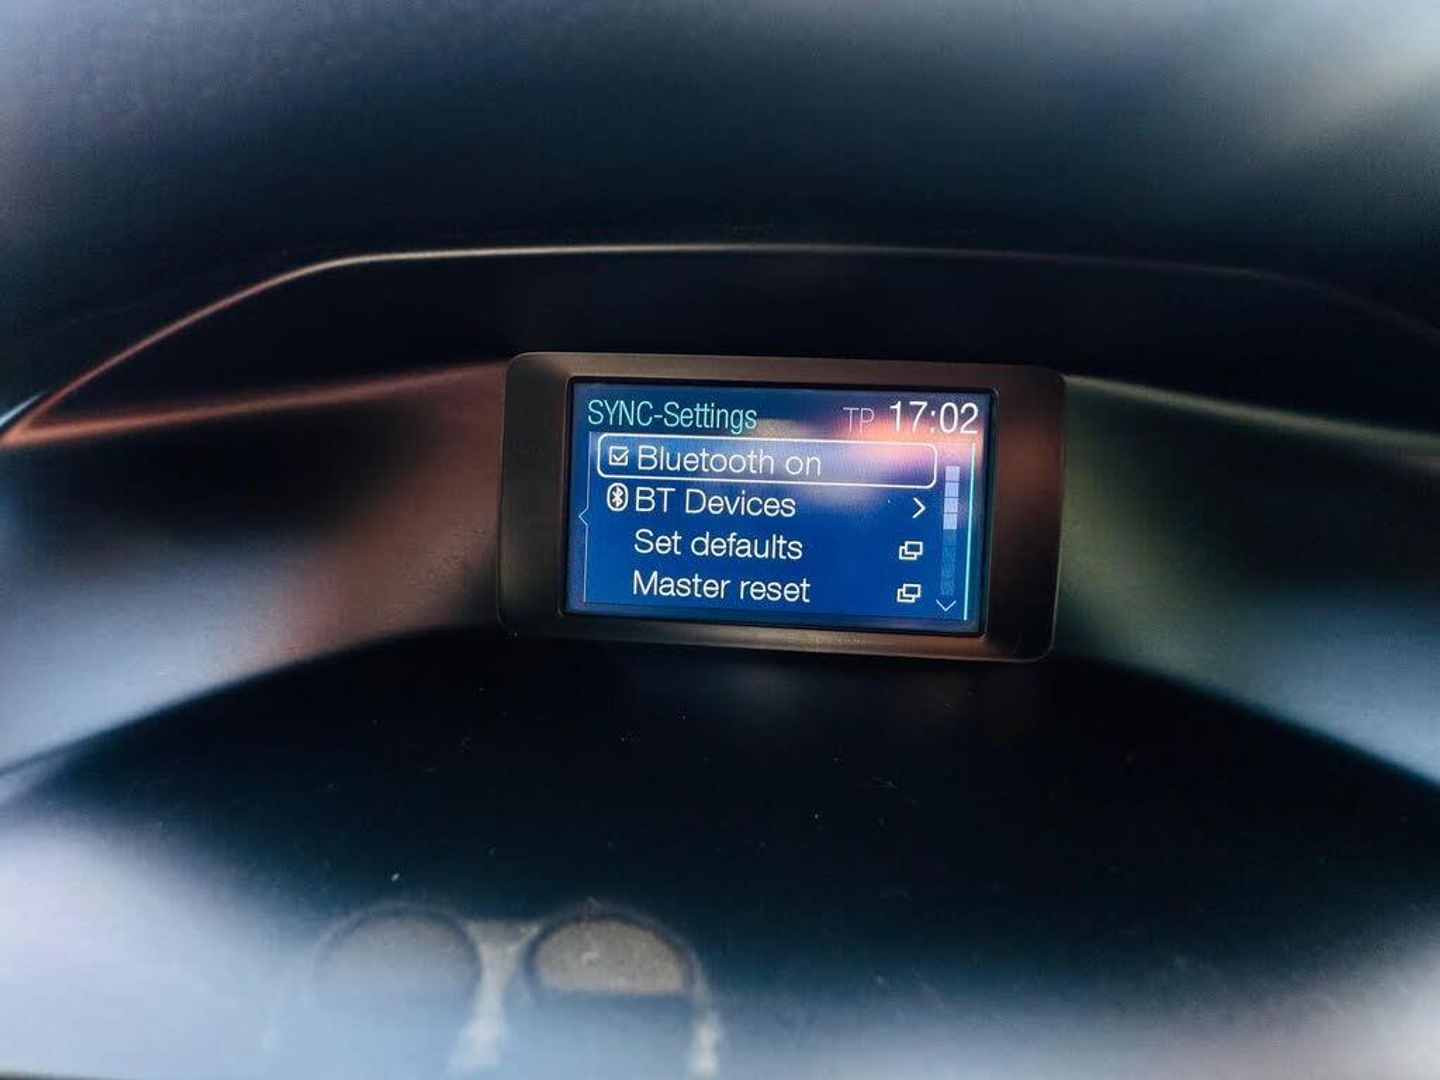 SYNC-Settings TP 17:02
Bluetooth on
BT Devices
Set defaults
Master reset